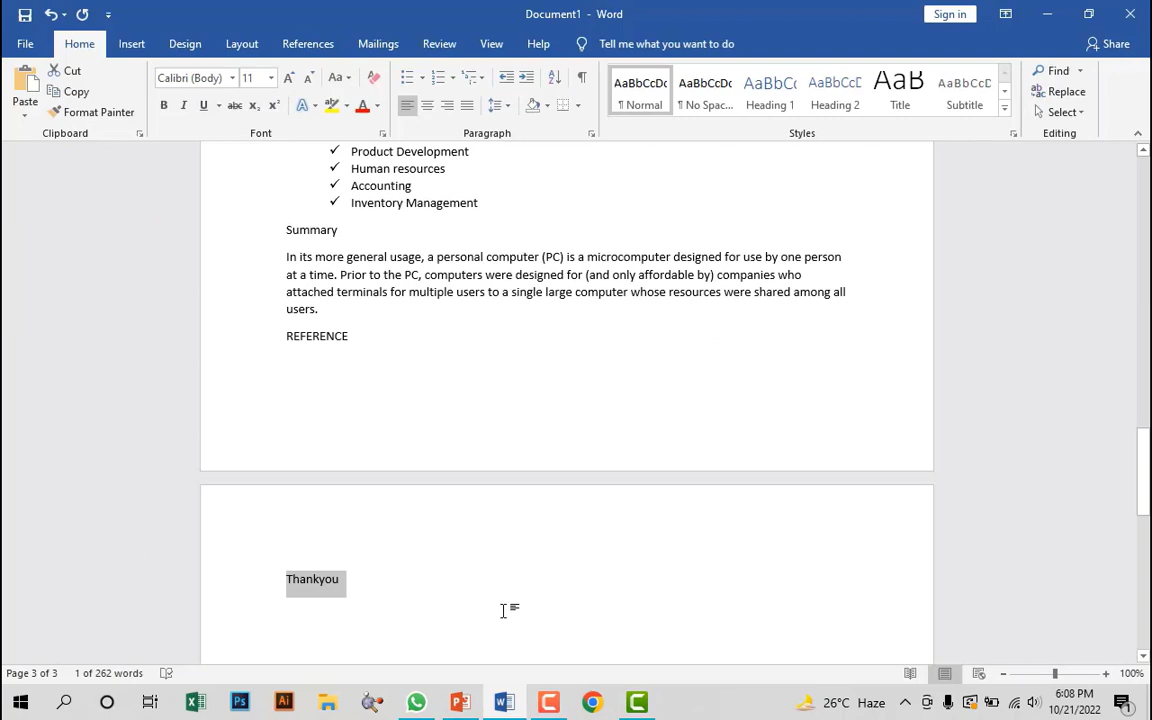 Document1 - Word
Sign in
File Home Insert Design Layout References Mailings Review View Help Tell me what you want to do Share
Cut
Copy
Format Painter
Paste
Clipboard
Calibri (Body) 11
Font
Paragraph
AaBbCcDc AaBbCcDc AaBbCc AaBbCcD AaB AaBbCcD
¶ Normal ¶ No Spac... Heading 1 Heading 2 Title Subtitle
Styles
Find
Replace
Select
Editing
✓ Product Development
✓ Human resources
✓ Accounting
✓ Inventory Management
Summary
In its more general usage, a personal computer (PC) is a microcomputer designed for use by one person
at a time. Prior to the PC, computers were designed for (and only affordable by) companies who
attached terminals for multiple users to a single large computer whose resources were shared among all
users.
REFERENCE
Thankyou
Page 3 of 3 1 of 262 words 100%
26°C Haze
6:08 PM
10/21/2022